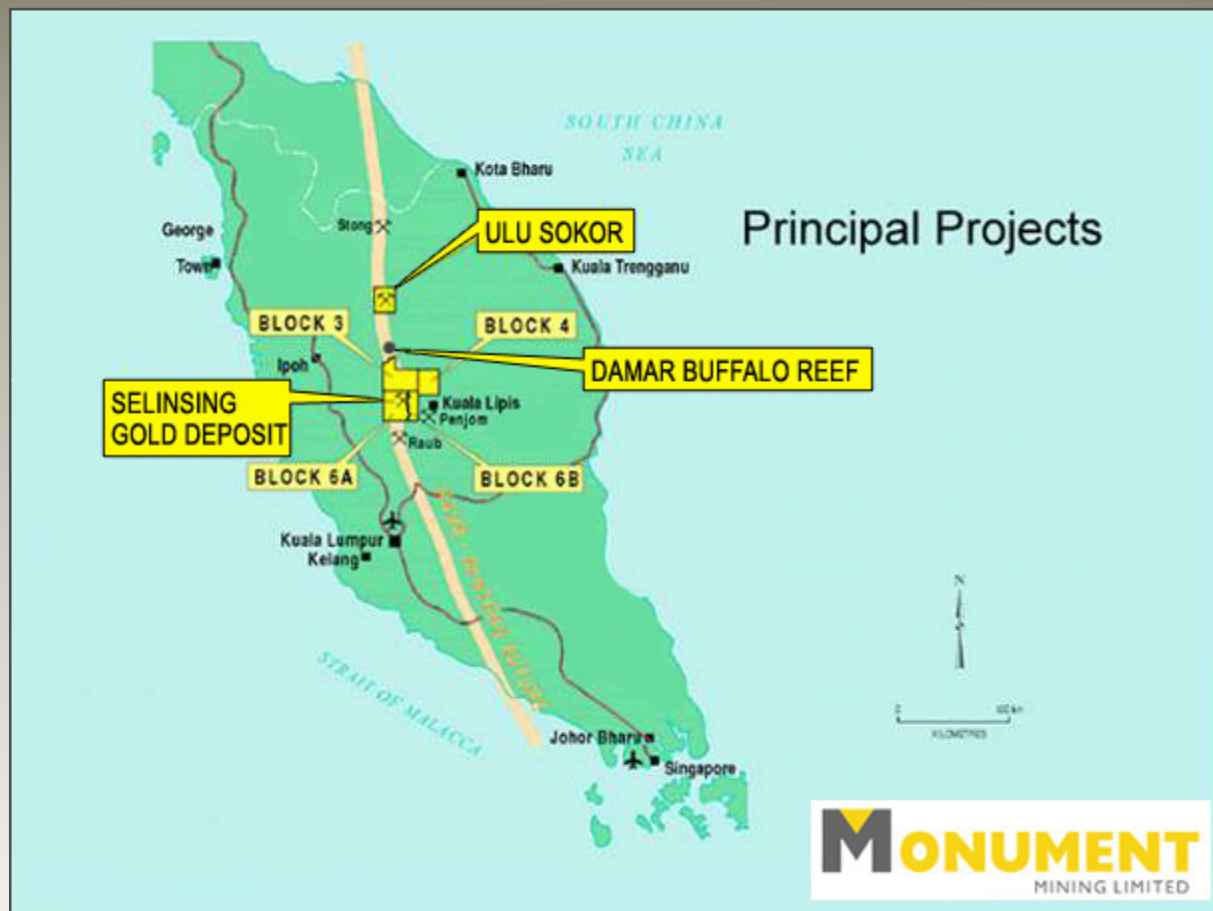 SOUTH CHINA
SEA
Kota Bharu
Principal Projects
Stong
ULU SOKOR
George
Town
Kuala Trengganu
BLOCK 3
BLOCK 4
Ipoh
DAMAR BUFFALO REEF
SELINSING
GOLD DEPOSIT
Kuala Lipis
Penjom
Raub
BLOCK 6A
BLOCK 6B
Kuala Lumpur
Kelang
N
STRAIT OF MALACCA
0
KILOMETRES
Johor Bharu
Singapore
MONUMENT
MINING LIMITED